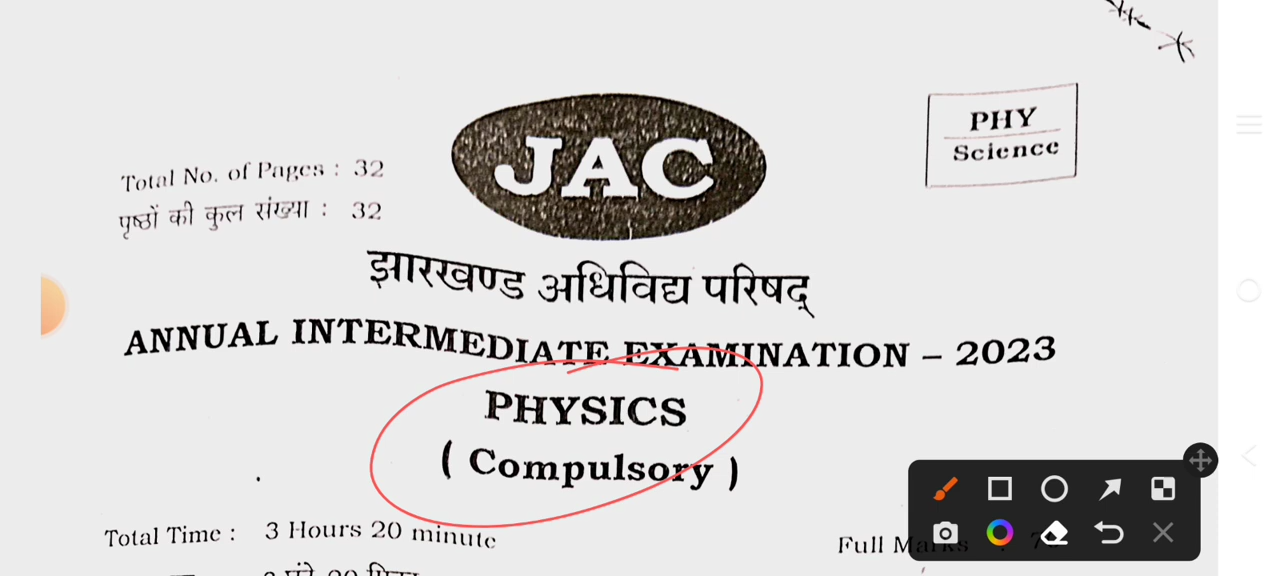 PHY
Science
JAC
Total No. of Pages : 32
पृष्ठों की कुल संख्या : 32
झारखण्ड अधिविद्य परिषद्
ANNUAL INTERMEDIATE EXAMINATION – 2023
PHYSICS
( Compulsory )
Total Time : 3 Hours 20 minute
Full Marks :